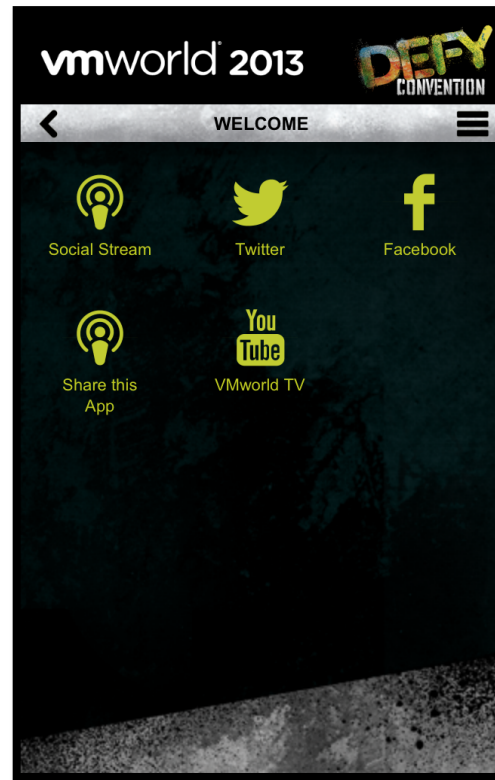 vmworld® 2013
DEFY
CONVENTION
WELCOME
Social Stream
Twitter
Facebook
You
Tube
Share this
App
VMworld TV